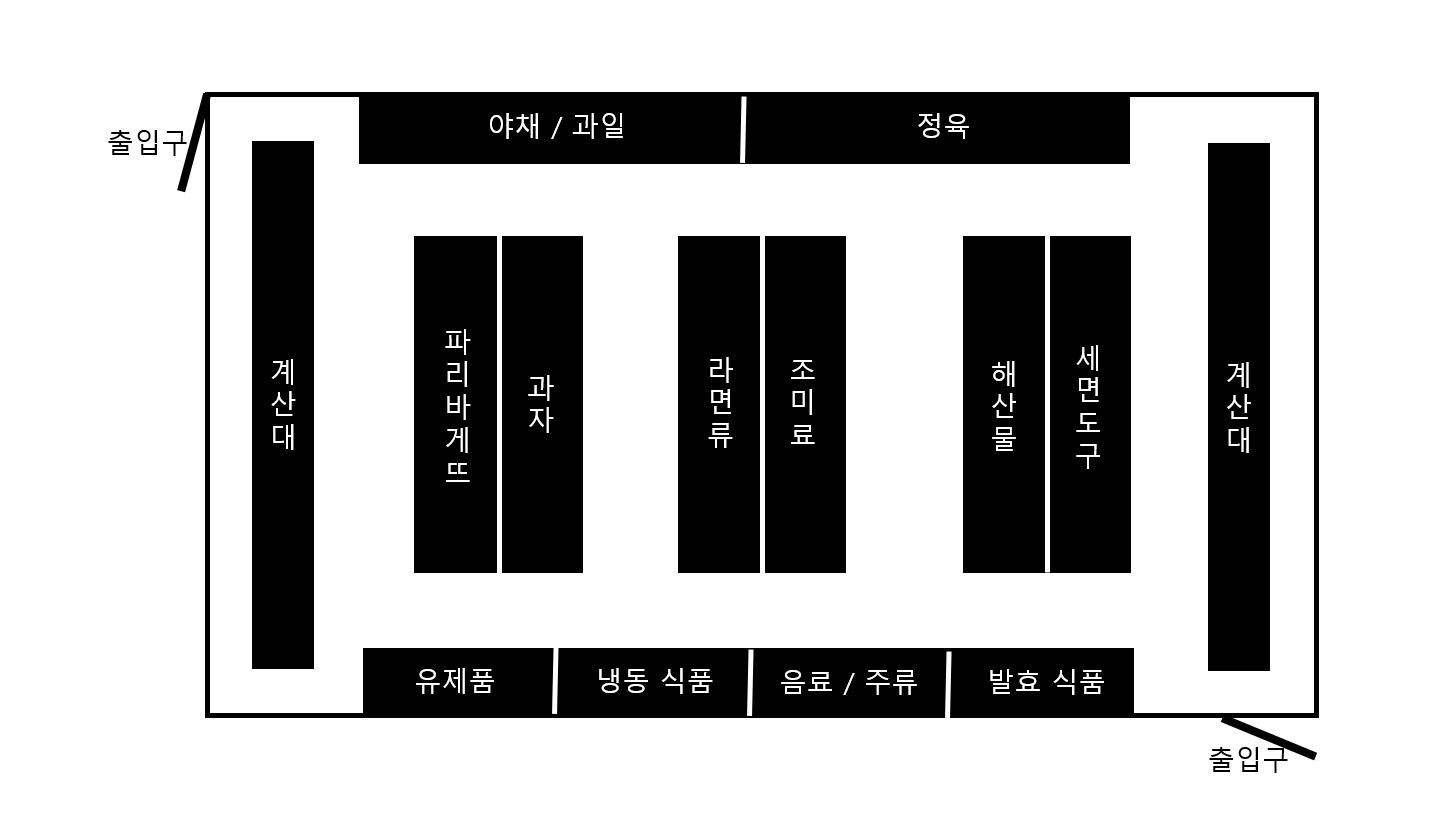 야채 / 과일
정육
출입구
계산대
파리바게뜨
과자
라면류
조미료
해산물
세면도구
계산대
유제품
냉동 식품
음료 / 주류
발효 식품
출입구